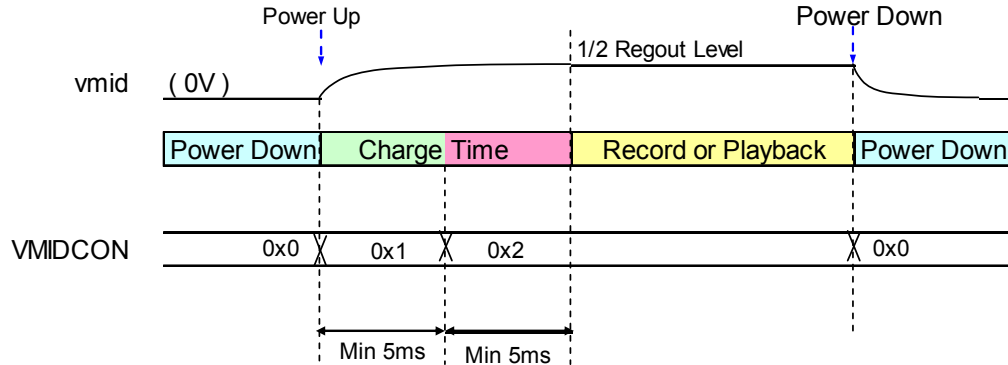 Power Up
Power Down
1/2 Regout Level
vmid
( 0V )
Power Down
Charge Time
Record or Playback
Power Down
VMIDCON
0x0
0x1
0x2
0x0
Min 5ms
Min 5ms